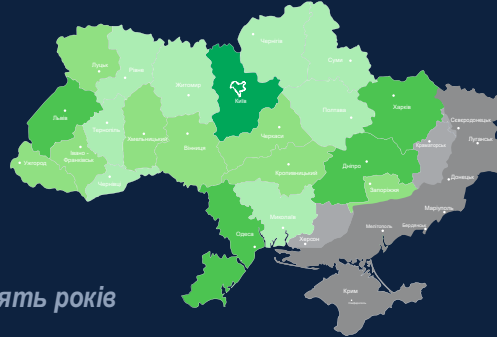 Чернігів
Суми
Луцьк
Рівне
Житомир
Київ
Полтава
Харків
Львів
Тернопіль
Хмельницький
Черкаси
Сєвєродонецьк
Краматорськ
Луганськ
Івано -
Франківськ
Вінниця
Ужгород
Кропивницький
Дніпро
Донецьк
Чернівці
Запоріжжя
Маріуполь
Миколаїв
Мелітополь
Бердянськ
Одеса
Херсон
Крим
ять років